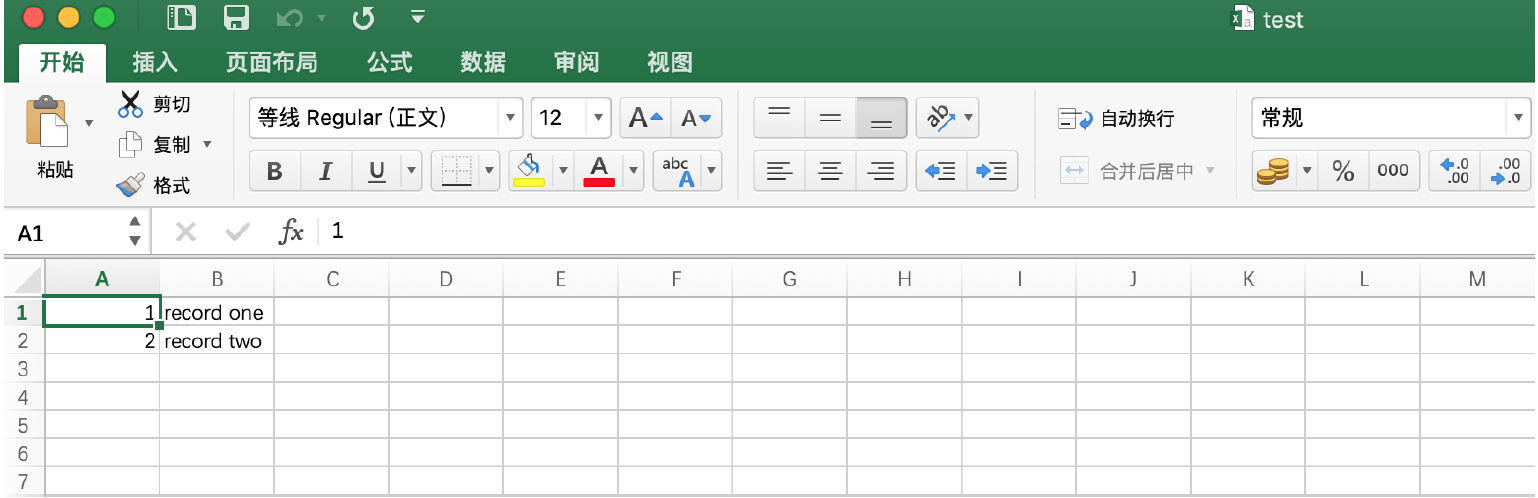 test
开始 插入 页面布局 公式 数据 审阅 视图
剪切
复制
格式
粘贴
等线 Regular (正文) 12 A A
B I U A abc A
ab
自动换行
合并后居中
常规
% 000 .0 .00 .00 .0
A1 fx 1
A B C D E F G H I J K L M
1 1 record one
2 2 record two
3
4
5
6
7